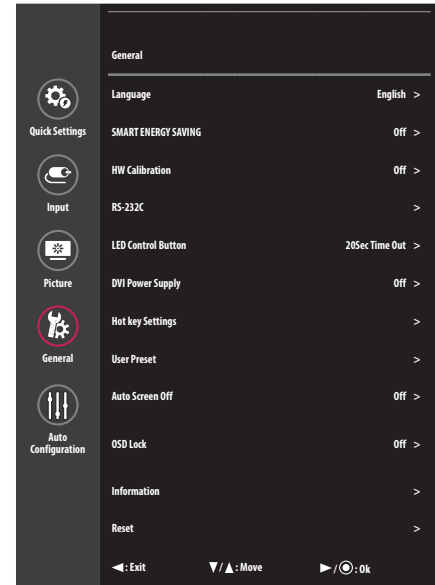 General
Quick Settings
Input
Picture
General
Auto
Configuration
Language English >
SMART ENERGY SAVING Off >
HW Calibration Off >
RS-232C >
LED Control Button 20Sec Time Out >
DVI Power Supply Off >
Hot key Settings >
User Preset >
Auto Screen Off Off >
OSD Lock Off >
Information >
Reset >
◄ : Exit ▼/▲ : Move ►/◉ : Ok